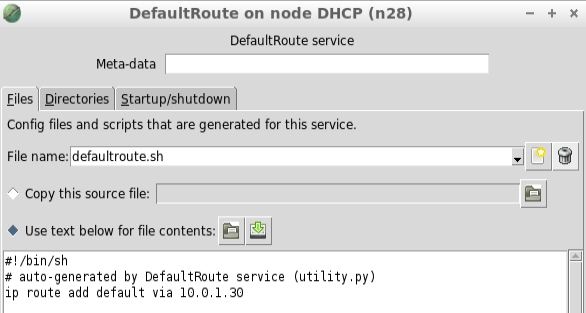 DefaultRoute on node DHCP (n28)
DefaultRoute service
Meta-data
Files Directories Startup/shutdown
Config files and scripts that are generated for this service.
File name: defaultroute.sh
Copy this source file:
Use text below for file contents:
#!/bin/sh
# auto-generated by DefaultRoute service (utility.py)
ip route add default via 10.0.1.30